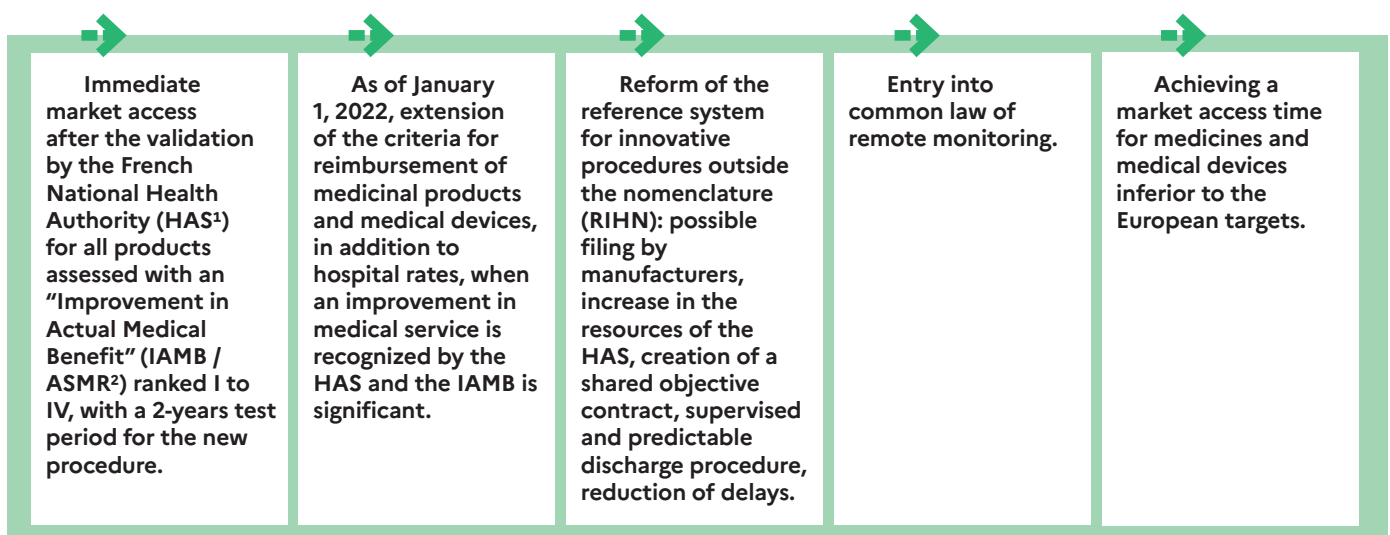 Immediate
market access
after the validation
by the French
National Health
Authority (HAS¹)
for all products
assessed with an
“Improvement in
Actual Medical
Benefit” (IAMB /
ASMR²) ranked I to
IV, with a 2-years test
period for the new
procedure.
As of January
1, 2022, extension
of the criteria for
reimbursement of
medicinal products
and medical devices,
in addition to
hospital rates, when
an improvement in
medical service is
recognized by the
HAS and the IAMB is
significant.
Reform of the
reference system
for innovative
procedures outside
the nomenclature
(RIHN): possible
filing by
manufacturers,
increase in the
resources of the
HAS, creation of a
shared objective
contract, supervised
and predictable
discharge procedure,
reduction of delays.
Entry into
common law of
remote monitoring.
Achieving a
market access time
for medicines and
medical devices
inferior to the
European targets.